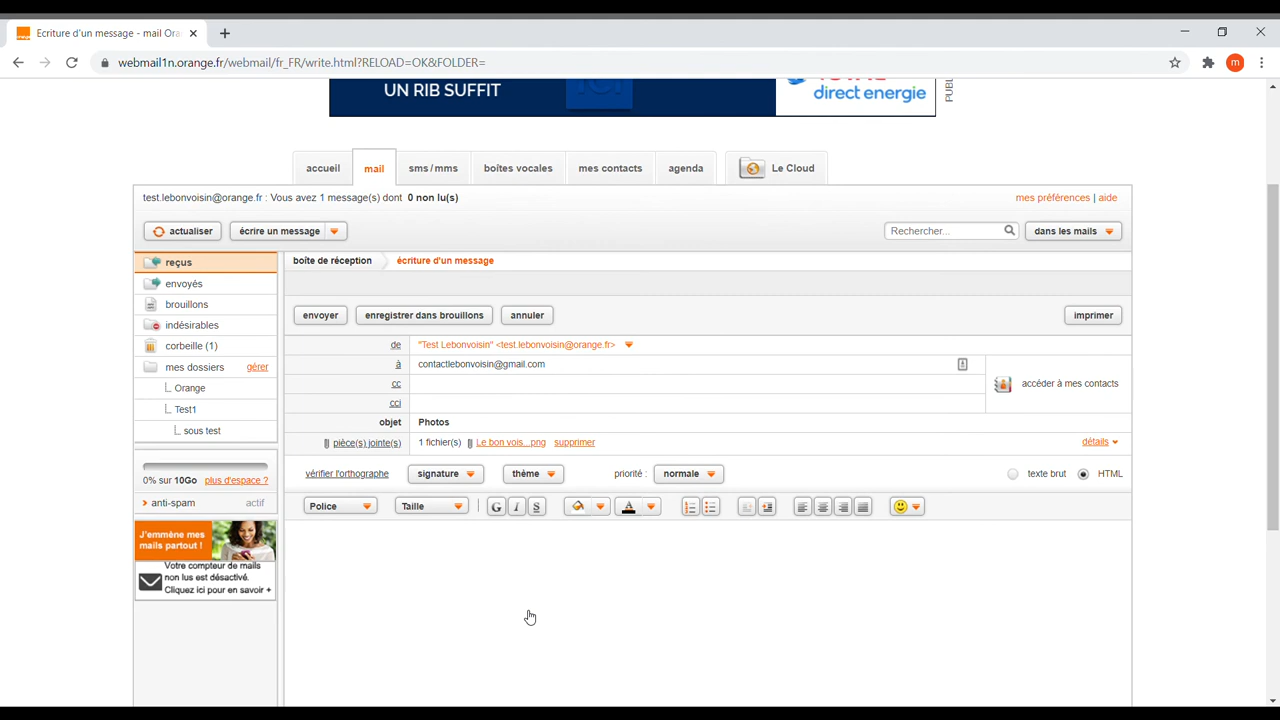 Ecriture d'un message - mail Ora
webmail1n.orange.fr/webmail/fr_FR/write.html?RELOAD=OK&FOLDER=
m
UN RIB SUFFIT
direct energie
accueil
mail
sms/mms
boîtes vocales
mes contacts
agenda
Le Cloud
test.lebonvoisin@orange.fr : Vous avez 1 message(s) dont 0 non lu(s)
mes préférences | aide
actualiser
écrire un message
Rechercher...
dans les mails
reçus
envoyés
brouillons
indésirables
corbeille (1)
mes dossiers
gérer
Orange
Test1
sous test
0% sur 10Go
plus d'espace ?
anti-spam
actif
J'emmène mes
mails partout !
Votre compteur de mails
non lus est désactivé.
Cliquez ici pour en savoir +
boîte de réception
écriture d'un message
envoyer
enregistrer dans brouillons
annuler
imprimer
de
"Test Lebonvoisin" <test.lebonvoisin@orange.fr>
à
contactlebonvoisin@gmail.com
accéder à mes contacts
cc
cci
objet
Photos
pièce(s) jointe(s)
1 fichier(s)
Le bon vois...png
supprimer
détails
vérifier l'orthographe
signature
thème
priorité :
normale
texte brut
HTML
Police
Taille
G
I
S
A